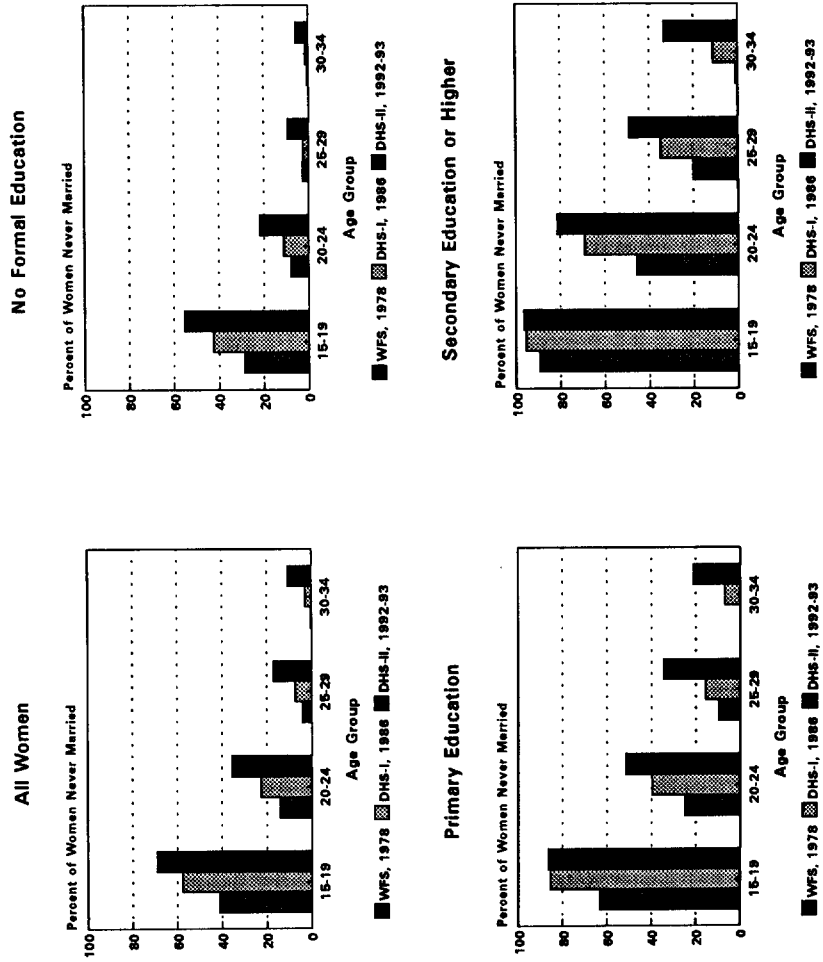 All Women
Percent of Women Never Married
100
80
60
40
20
0
15-19 20-24 25-29 30-34
Age Group
WFS, 1978 DHS-I, 1986 DHS-II, 1992-93
No Formal Education
Percent of Women Never Married
100
80
60
40
20
0
15-19 20-24 25-29 30-34
Age Group
WFS, 1978 DHS-I, 1986 DHS-II, 1992-93
Primary Education
Percent of Women Never Married
100
80
60
40
20
0
15-19 20-24 25-29 30-34
Age Group
WFS, 1978 DHS-I, 1986 DHS-II, 1992-93
Secondary Education or Higher
Percent of Women Never Married
100
80
60
40
20
0
15-19 20-24 25-29 30-34
Age Group
WFS, 1978 DHS-I, 1986 DHS-II, 1992-93